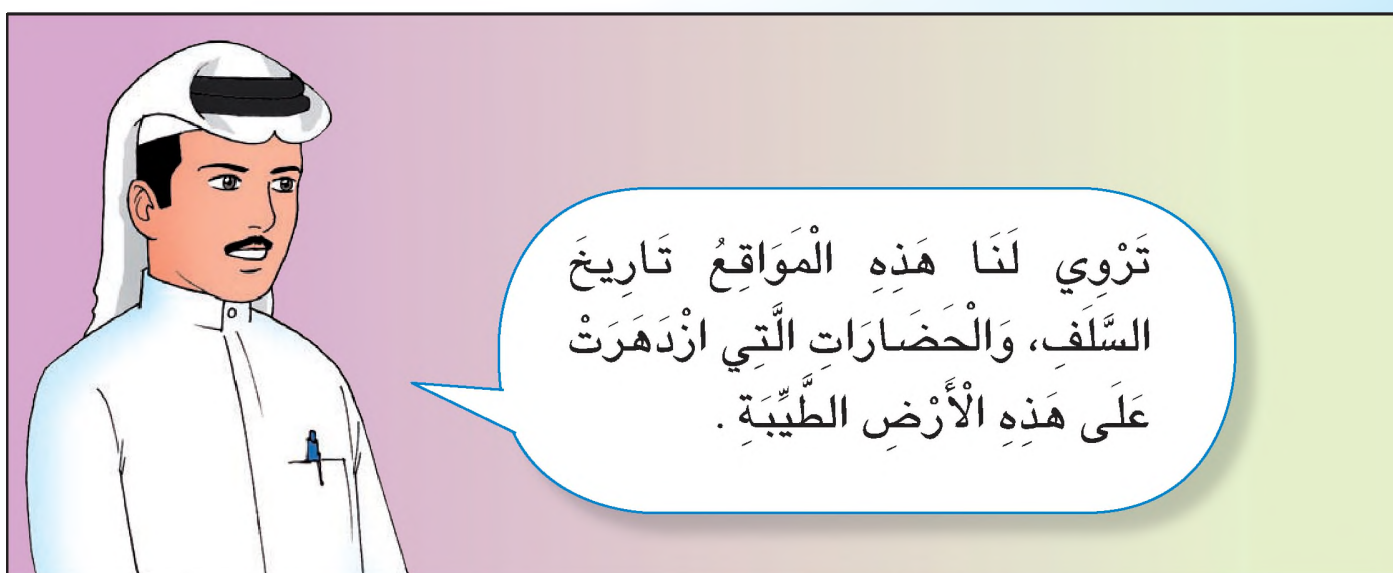 تَرْوِي لَنَا هَذِهِ الْمَوَاقِعُ تَارِيخَ
السَّلَفِ، وَالْحَضَارَاتِ الَّتِي ازْدَهَرَتْ
عَلَى هَذِهِ الْأَرْضِ الطَّيِّبَةِ .